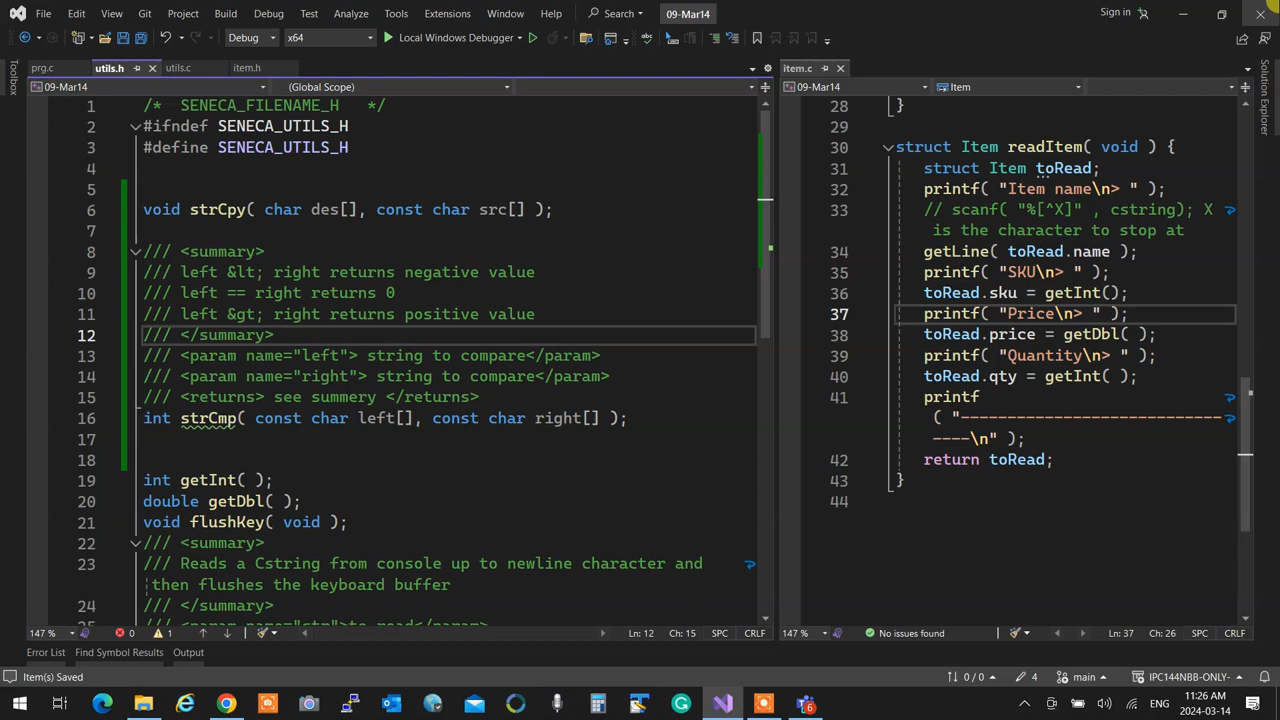 File Edit View Git Project Build Debug Test Analyze Tools Extensions Window Help Search 09-Mar14 Sign in
Debug x64 Local Windows Debugger
prg.c utils.h utils.c item.h item.c
09-Mar14 (Global Scope) 09-Mar14 Item
1 /*  SENECA_FILENAME_H   */
2 #ifndef SENECA_UTILS_H
3 #define SENECA_UTILS_H
4
5
6 void strCpy( char des[], const char src[] );
7
8 /// <summary>
9 /// left &lt; right returns negative value
10 /// left == right returns 0
11 /// left &gt; right returns positive value
12 /// </summary>
13 /// <param name="left"> string to compare</param>
14 /// <param name="right"> string to compare</param>
15 /// <returns> see summery </returns>
16 int strCmp( const char left[], const char right[] );
17
18
19 int getInt( );
20 double getDbl( );
21 void flushKey( void );
22 /// <summary>
23 /// Reads a Cstring from console up to newline character and
then flushes the keyboard buffer
24 /// </summary>
25 /// <param name="str">to read</param>
28 }
29
30 struct Item readItem( void ) {
31 struct Item toRead;
32 printf( "Item name\n> " );
33 // scanf( "%[^X]" , cstring); X
is the character to stop at
34 getLine( toRead.name );
35 printf( "SKU\n> " );
36 toRead.sku = getInt();
37 printf( "Price\n> " );
38 toRead.price = getDbl( );
39 printf( "Quantity\n> " );
40 toRead.qty = getInt( );
41 printf
( "----------------------------
----\n" );
42 return toRead;
43 }
44
147 % 0 1 Ln: 12 Ch: 15 SPC CRLF 147 % No issues found Ln: 37 Ch: 26 SPC CRLF
Error List Find Symbol Results Output
Item(s) Saved 0 / 0 4 main IPC144NBB-ONLY-
Toolbox
Solution Explorer
6 ENG 11:26 AM
2024-03-14